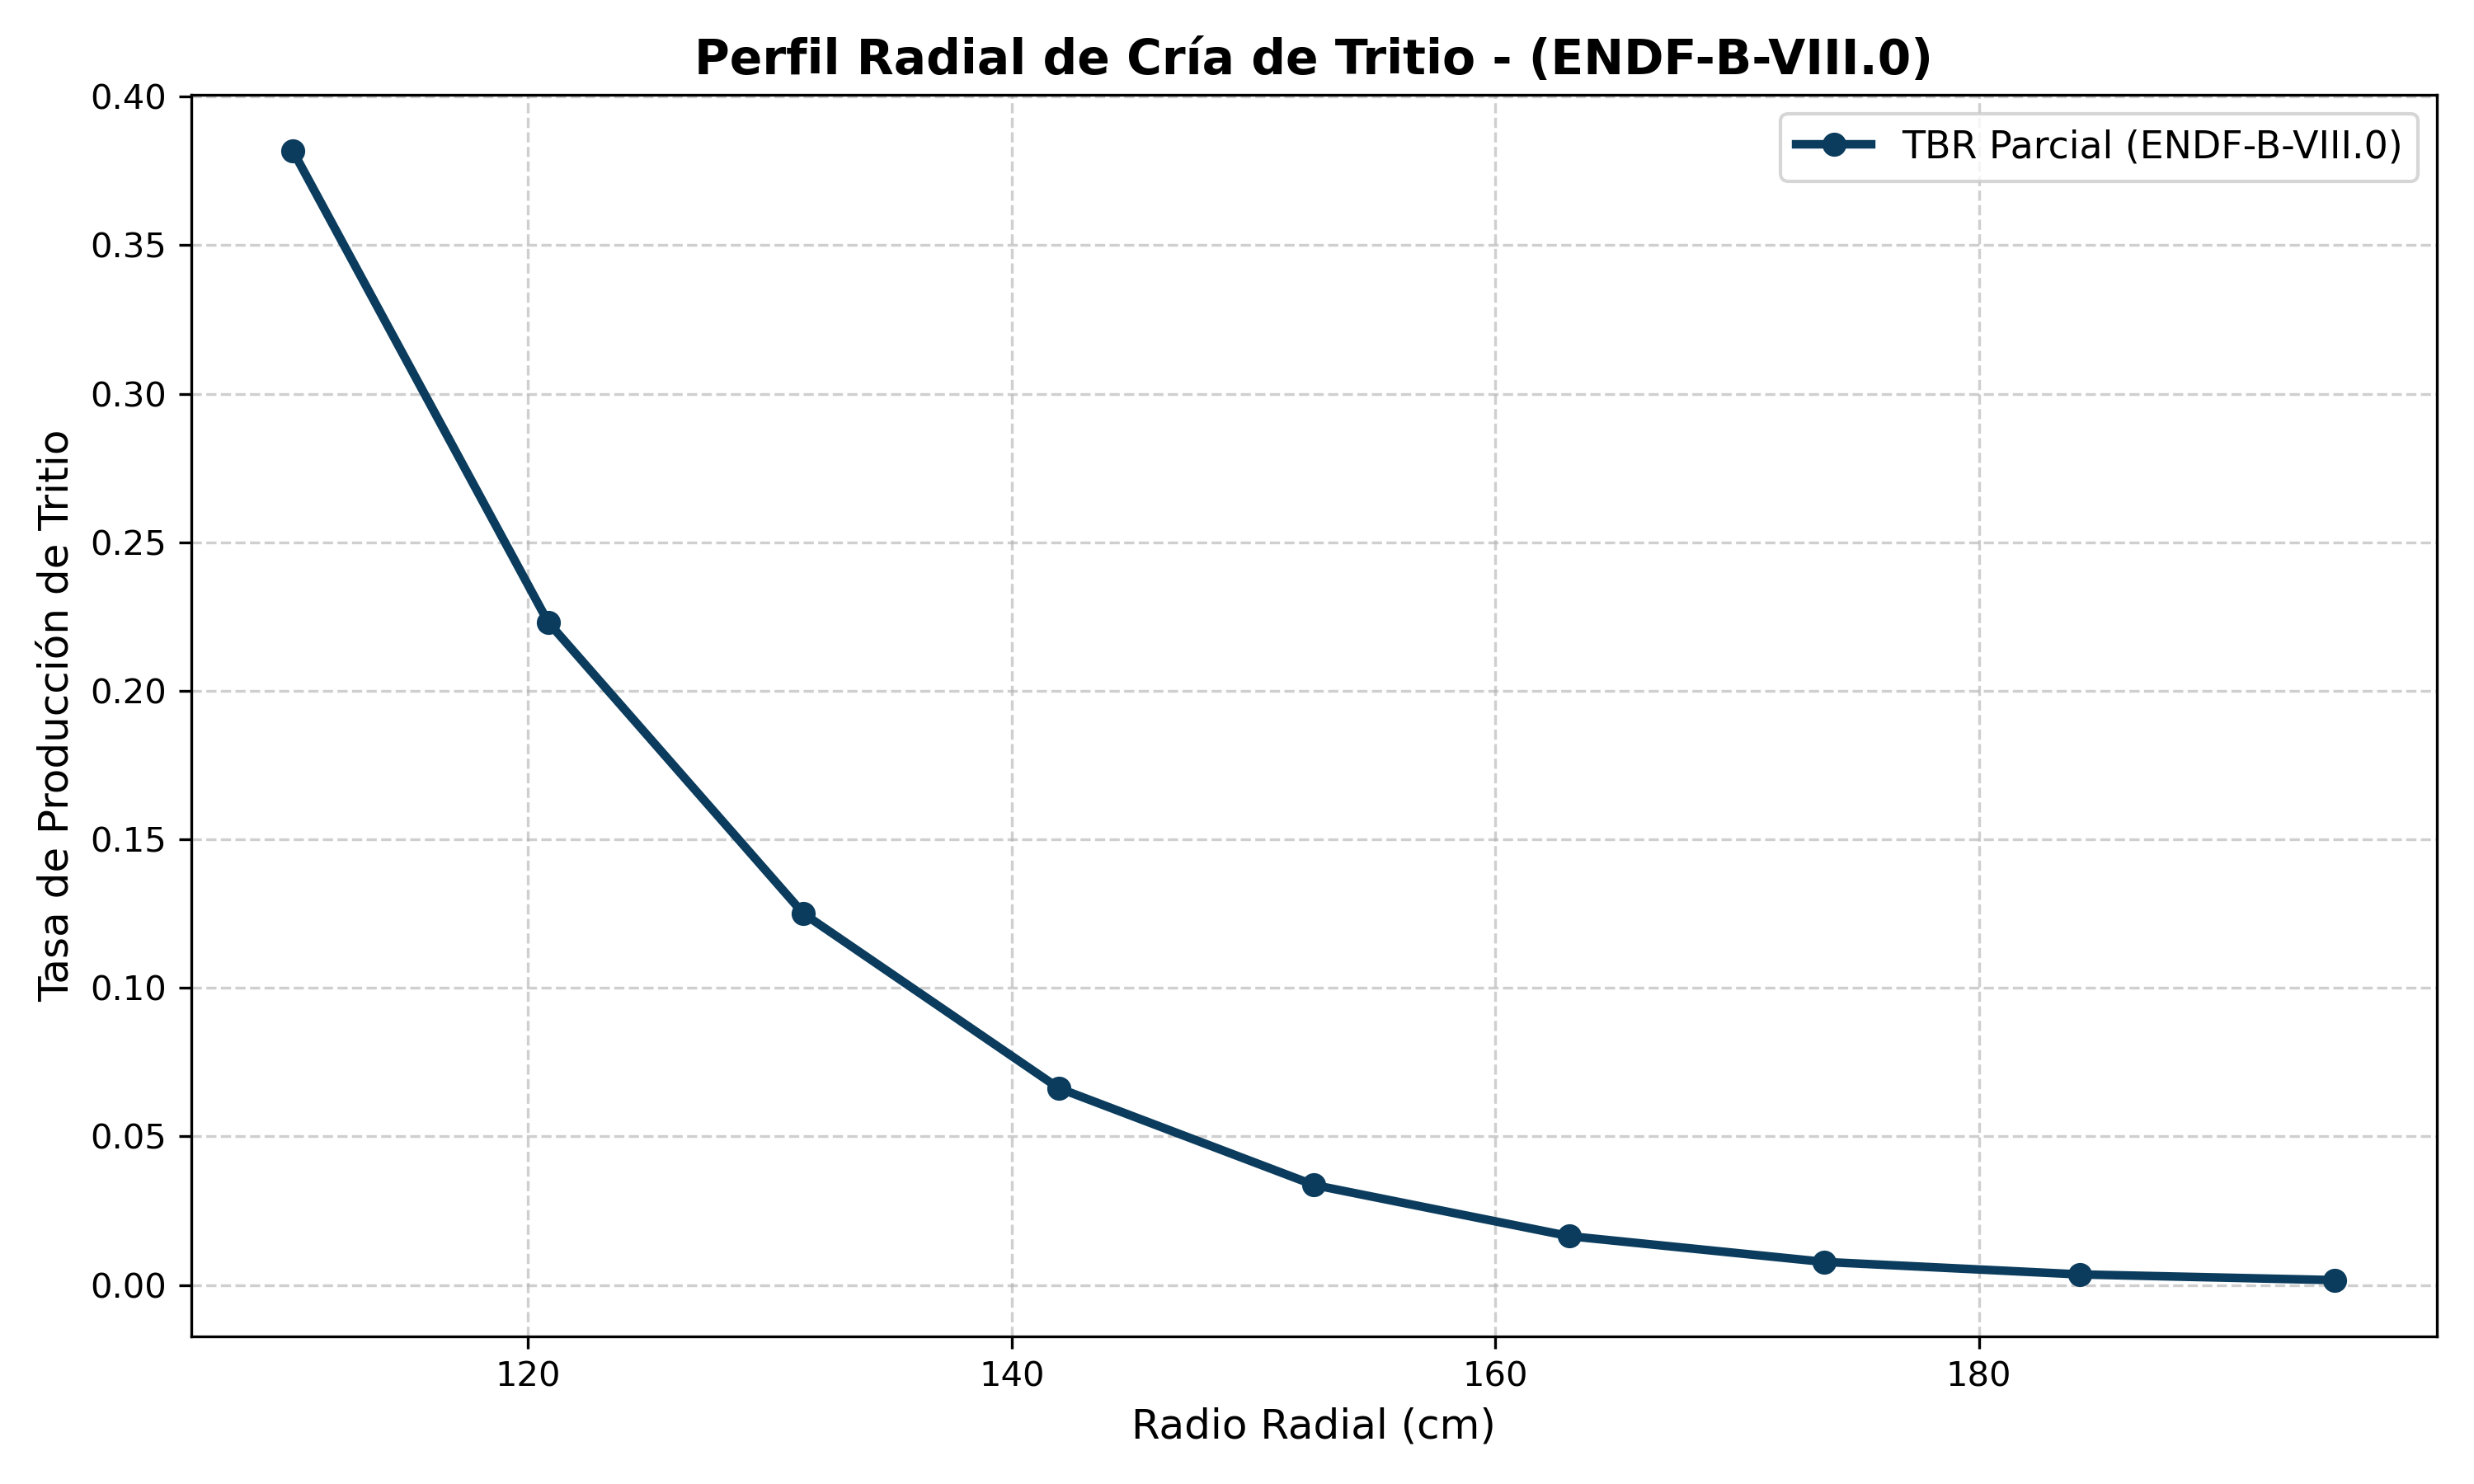 Perfil Radial de Cría de Tritio - (ENDF-B-VIII.0)
TBR Parcial (ENDF-B-VIII.0)
Tasa de Producción de Tritio
0.40
0.35
0.30
0.25
0.20
0.15
0.10
0.05
0.00
120 140 160 180
Radio Radial (cm)